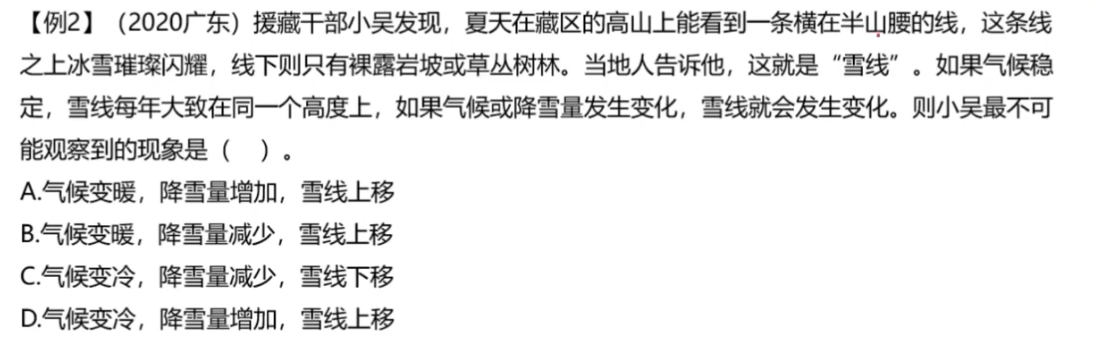 【例2】（2020广东）援藏干部小吴发现，夏天在藏区的高山上能看到一条横在半山腰的线，这条线
之上冰雪璀璨闪耀，线下则只有裸露岩坡或草丛树林。当地人告诉他，这就是“雪线”。如果气候稳
定，雪线每年大致在同一个高度上，如果气候或降雪量发生变化，雪线就会发生变化。则小吴最不可
能观察到的现象是（　）。
A.气候变暖，降雪量增加，雪线上移
B.气候变暖，降雪量减少，雪线上移
C.气候变冷，降雪量减少，雪线下移
D.气候变冷，降雪量增加，雪线上移